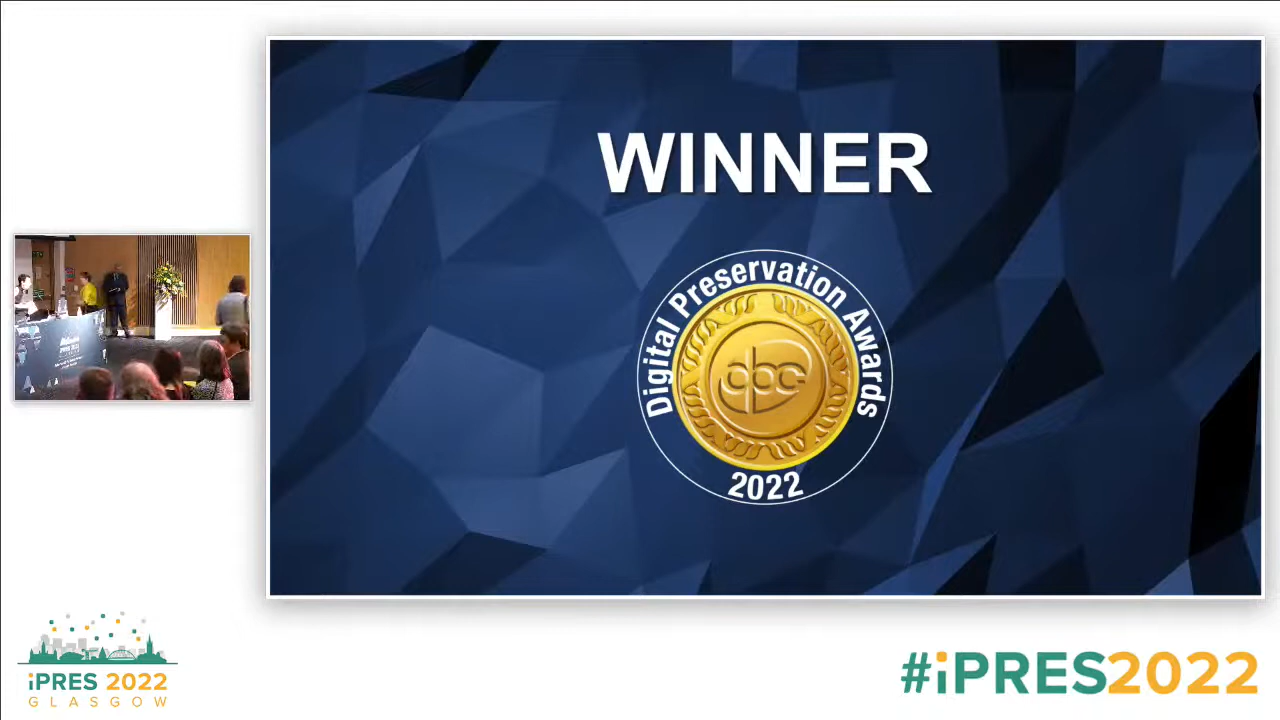 WINNER
Digital Preservation Awards
dpc
2022
iPRES 2022
GLASGOW
#iPRES2022